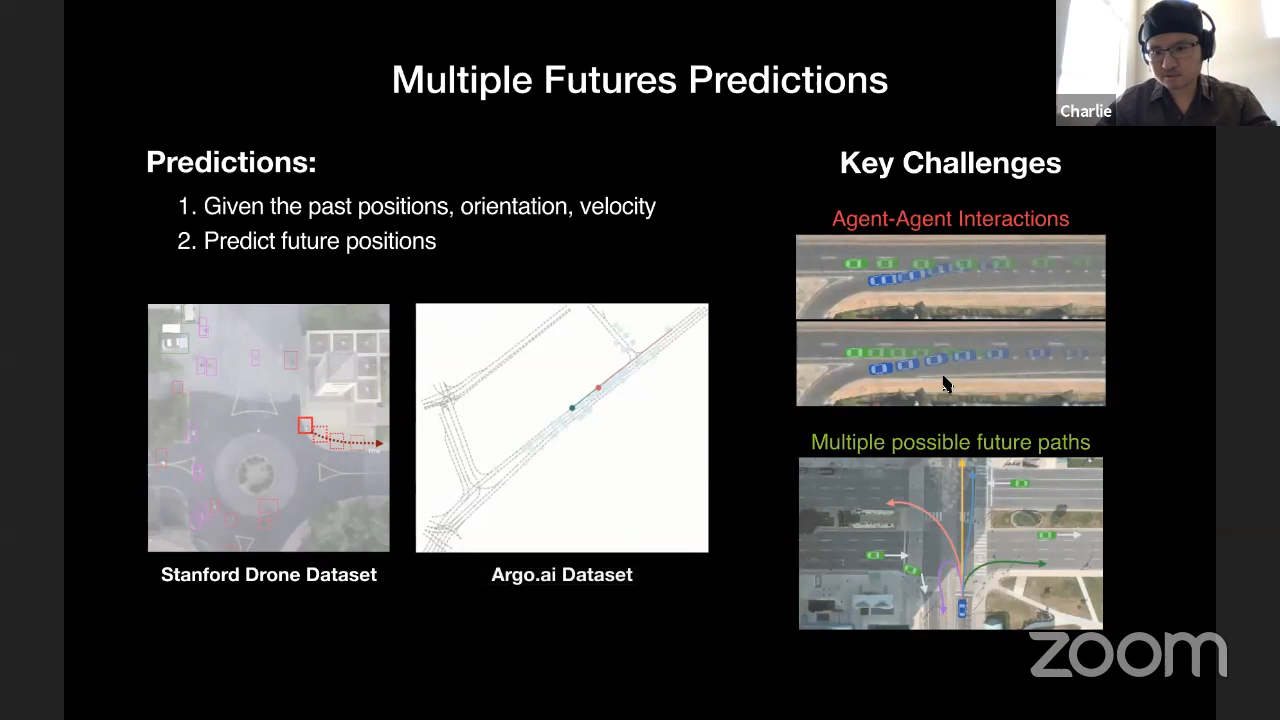 Multiple Futures Predictions
Charlie
Predictions:
1. Given the past positions, orientation, velocity
2. Predict future positions
Key Challenges
Agent-Agent Interactions
Multiple possible future paths
Stanford Drone Dataset
Argo.ai Dataset
zoom